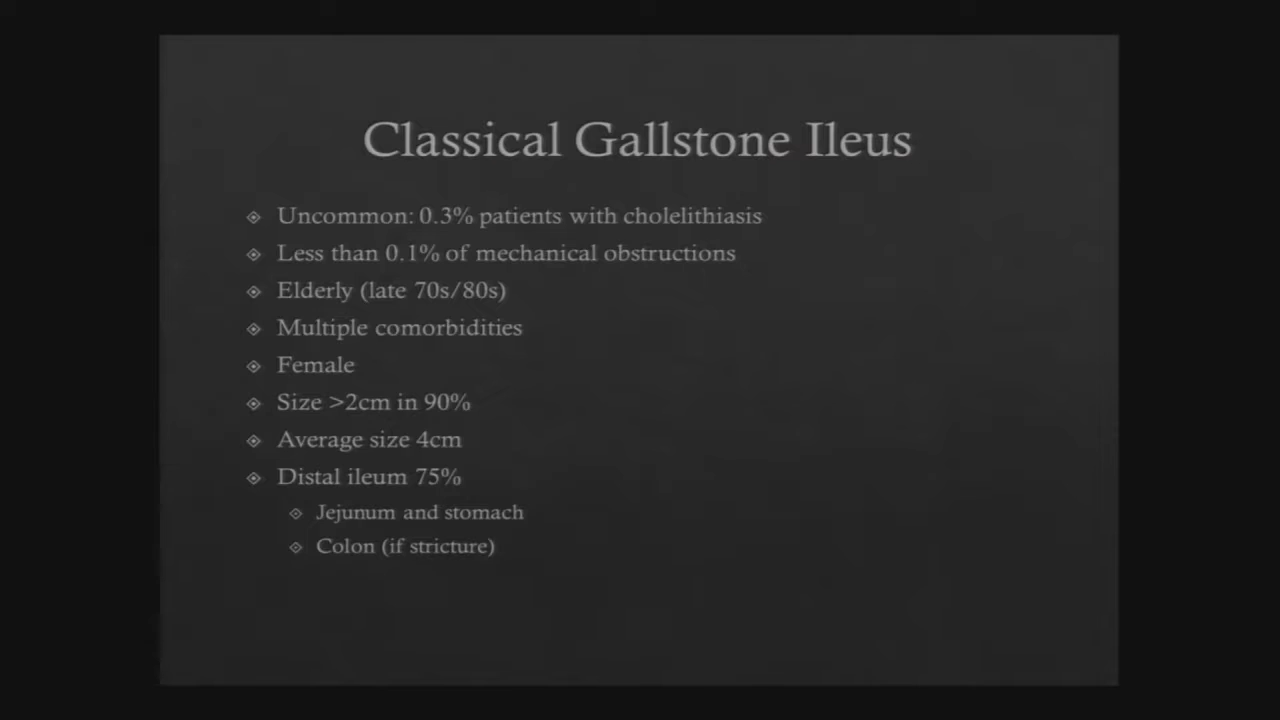 Classical Gallstone Ileus
Uncommon: 0.3% patients with cholelithiasis
Less than 0.1% of mechanical obstructions
Elderly (late 70s/80s)
Multiple comorbidities
Female
Size >2cm in 90%
Average size 4cm
Distal ileum 75%
Jejunum and stomach
Colon (if stricture)